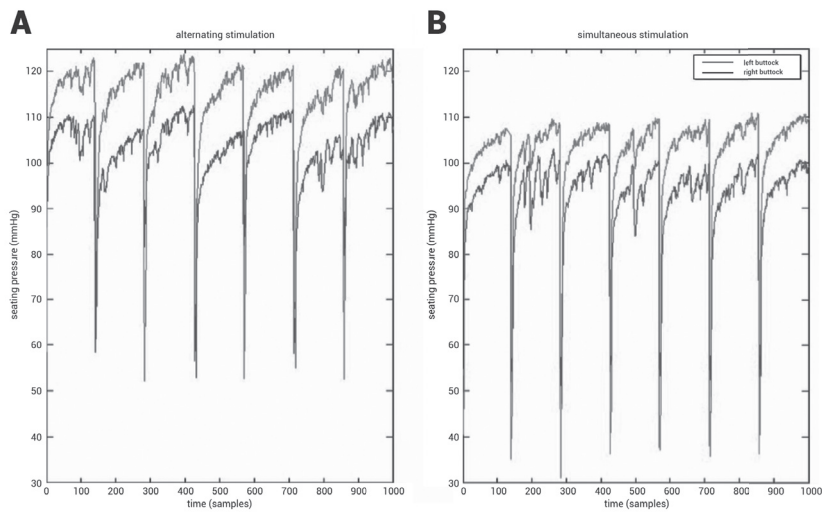 A
alternating stimulation
120
110
100
90
80
70
60
50
40
30
seating pressure (mmHg)
0 100 200 300 400 500 600 700 800 900 1000
time (samples)
B
simultaneous stimulation
left buttock
right buttock
120
110
100
90
80
70
60
50
40
30
seating pressure (mmHg)
0 100 200 300 400 500 600 700 800 900 1000
time (samples)